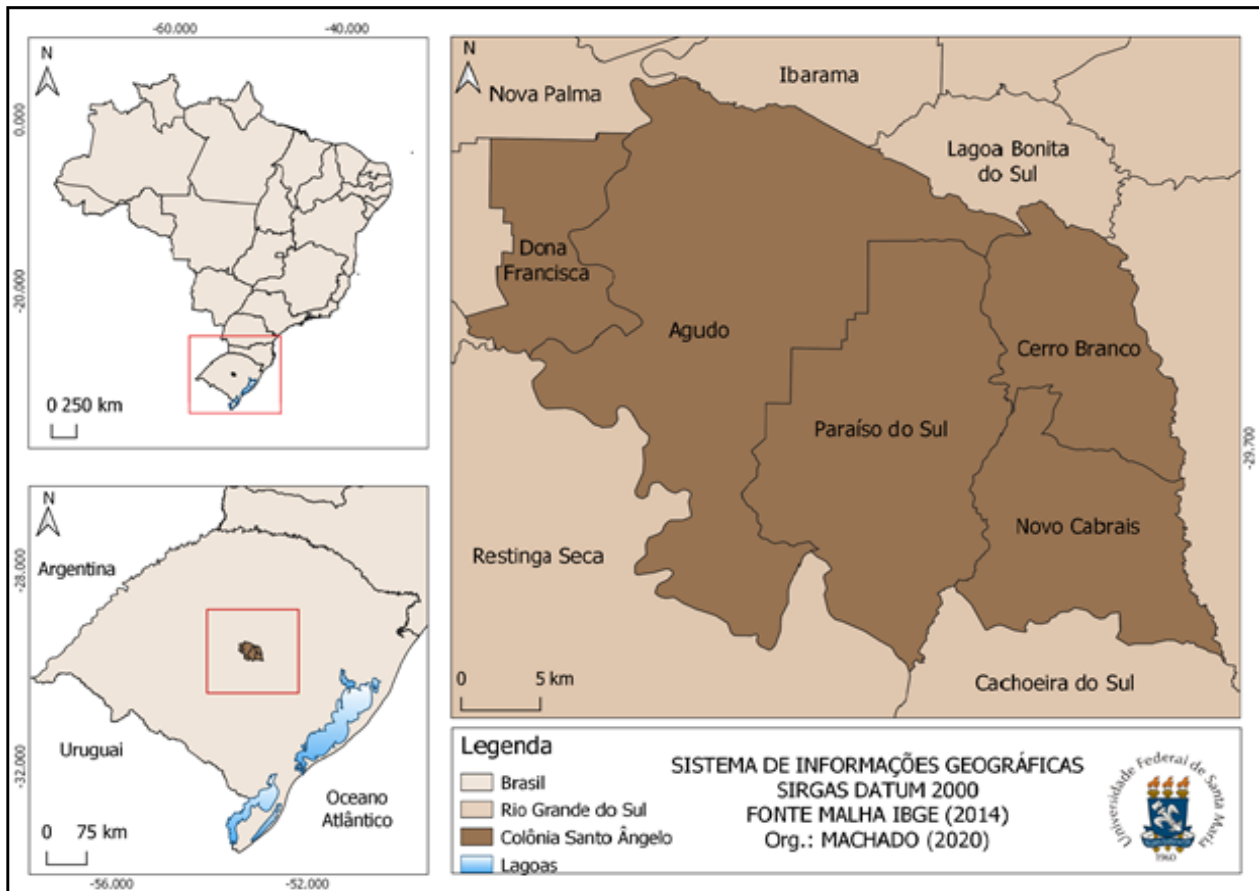 -60.000
-40.000
N
0.000
-20.000
0 250 km
N
Nova Palma
Ibarama
Lagoa Bonita
do Sul
Dona
Francisca
Agudo
Cerro Branco
Paraíso do Sul
Novo Cabrais
Restinga Seca
Cachoeira do Sul
0 5 km
-29.700
N
Argentina
Uruguai
Oceano
Atlântico
0 75 km
-28.000
-32.000
-56.000
-52.000
Legenda
Brasil
Rio Grande do Sul
Colônia Santo Ângelo
Lagoas
SISTEMA DE INFORMAÇÕES GEOGRÁFICAS
SIRGAS DATUM 2000
FONTE MALHA IBGE (2014)
Org.: MACHADO (2020)
Universidade Federal de Santa Maria
1960